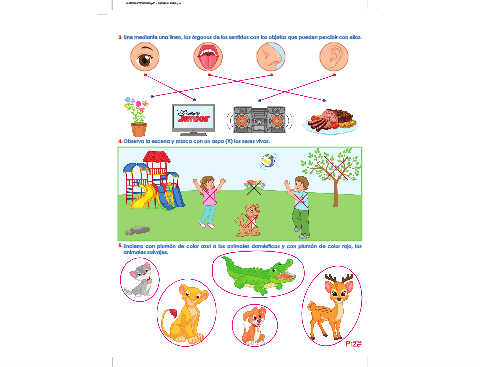 3. Une mediante una línea, los órganos de los sentidos con los objetos que pueden percibir con ellos.
Disney
JUNIOR
4. Observa la escena y marca con un aspa (X) los seres vivos.
5. Encierra con plumón de color azul a los animales domésticos y con plumón de color rojo, los
animales salvajes.